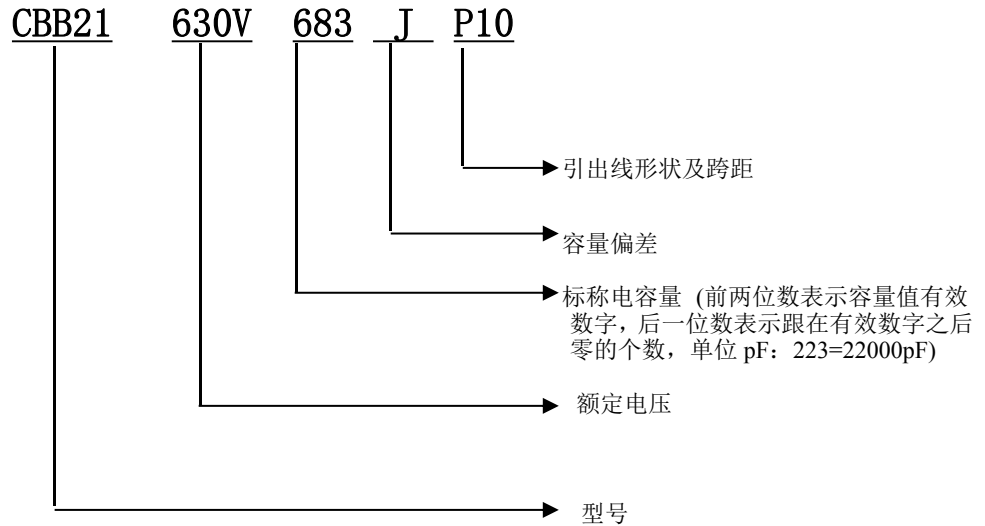 CBB21 630V 683 J P10
引出线形状及跨距
容量偏差
标称电容量 (前两位数表示容量值有效
数字，后一位数表示跟在有效数字之后
零的个数，单位 pF：223=22000pF)
额定电压
型号